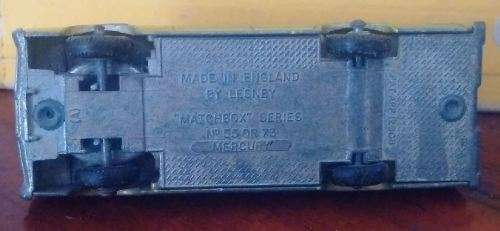 MADE IN ENGLAND
BY LESNEY
"MATCHBOX" SERIES
Nº 55 OR 73
MERCURY